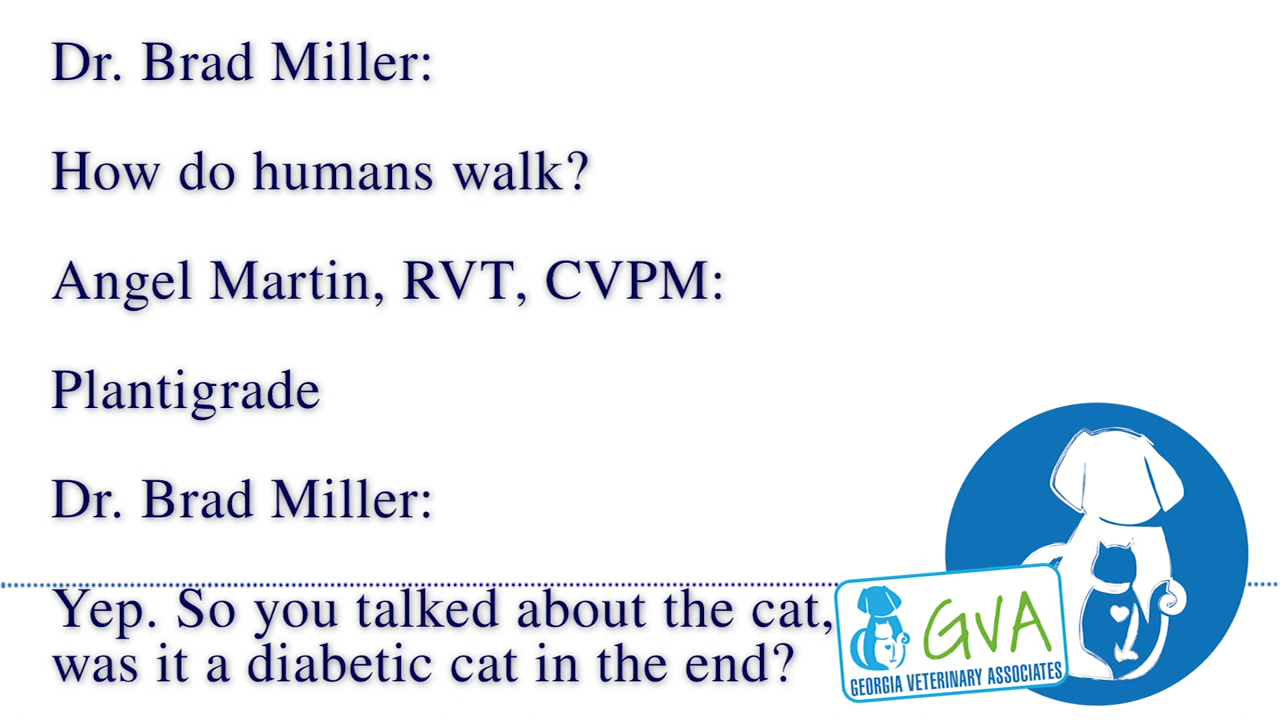 Dr. Brad Miller:
How do humans walk?
Angel Martin, RVT, CVPM:
Plantigrade
Dr. Brad Miller:
Yep. So you talked about the cat,
was it a diabetic cat in the end?
GVA
GEORGIA VETERINARY ASSOCIATES